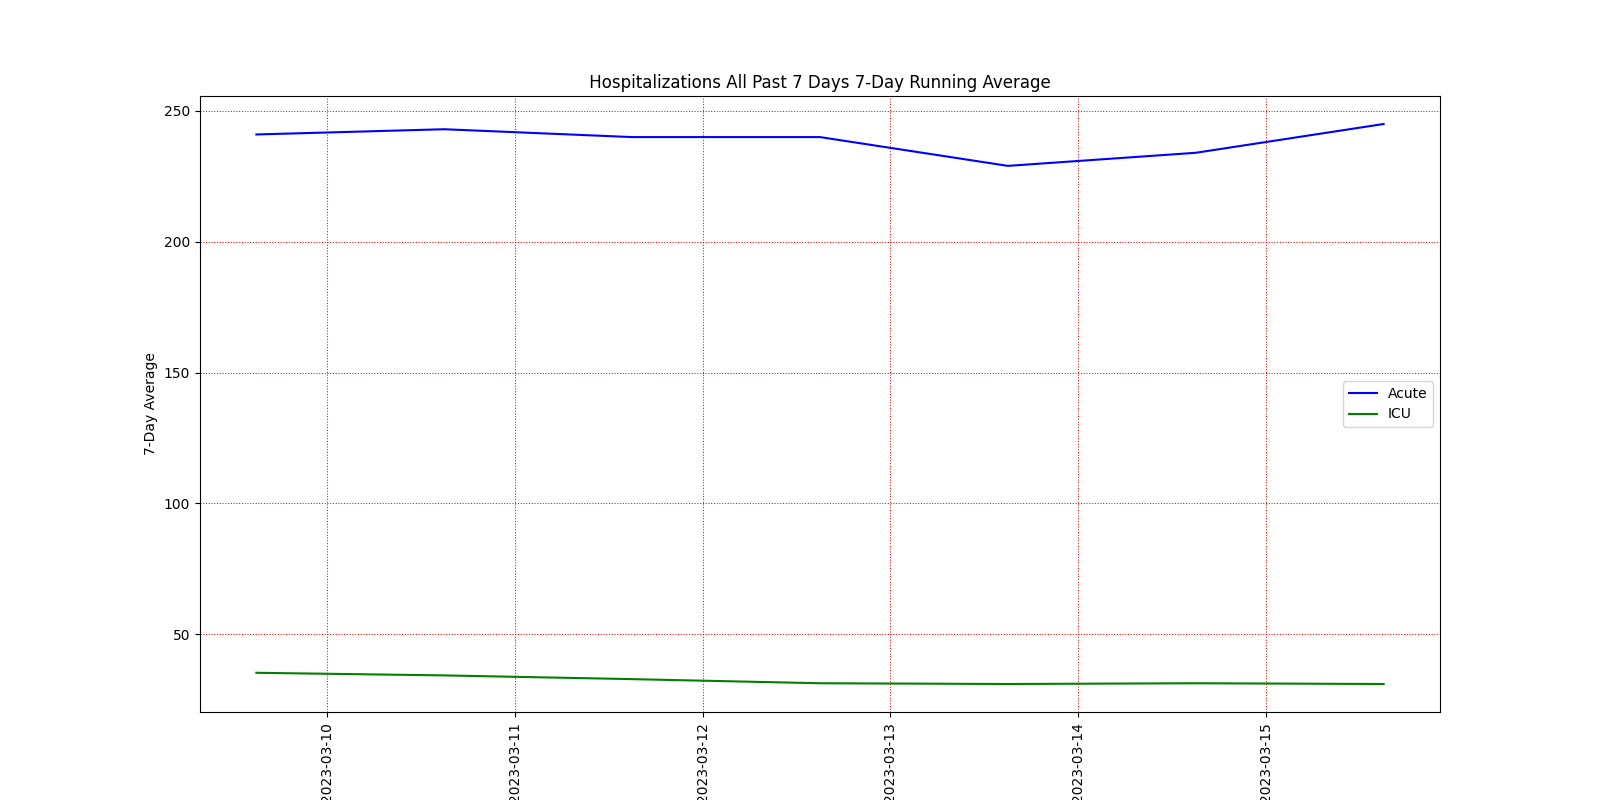 Hospitalizations All Past 7 Days 7-Day Running Average
250
200
150
100
50
7-Day Average
Acute
ICU
2023-03-10
2023-03-11
2023-03-12
2023-03-13
2023-03-14
2023-03-15